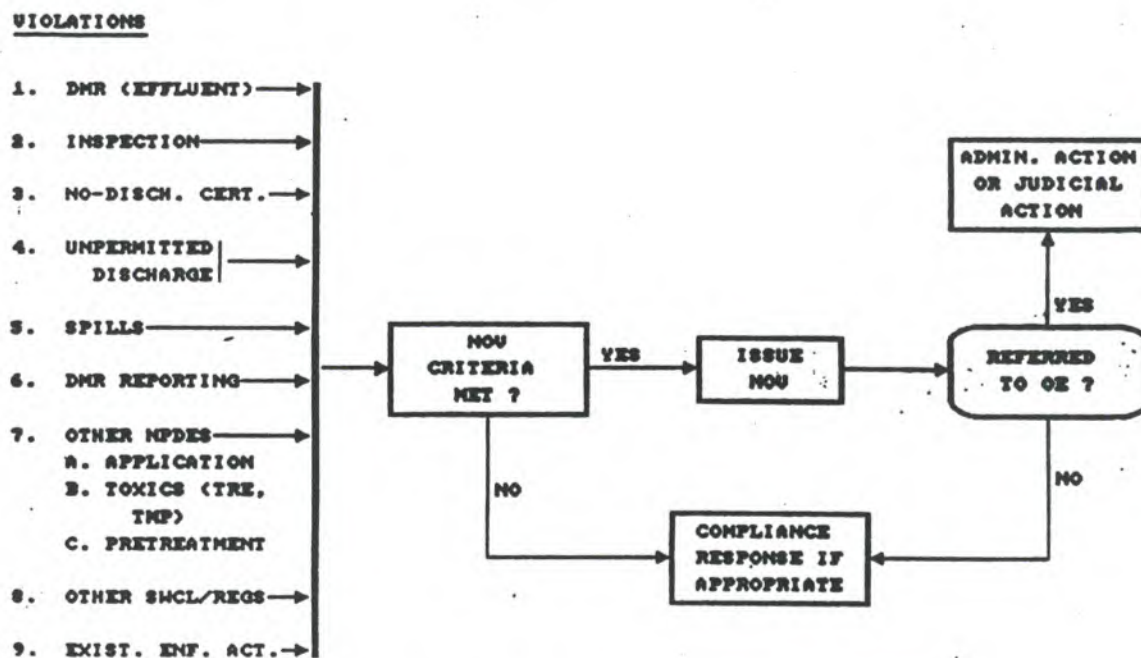 VIOLATIONS
1. DMR (EFFLUENT)
2. INSPECTION
3. NO-DISCH. CERT.
4. UNPERMITTED
DISCHARGE
5. SPILLS
6. DMR REPORTING
7. OTHER NPDES
A. APPLICATION
B. TOXICS (TRE,
TMP)
C. PRETREATMENT
8. OTHER SWCL/REGS
9. EXIST. ENF. ACT.
NOV
CRITERIA
MET ?
YES
NO
ISSUE
NOV
REFERRED
TO OE ?
YES
NO
ADMIN. ACTION
OR JUDICIAL
ACTION
COMPLIANCE
RESPONSE IF
APPROPRIATE